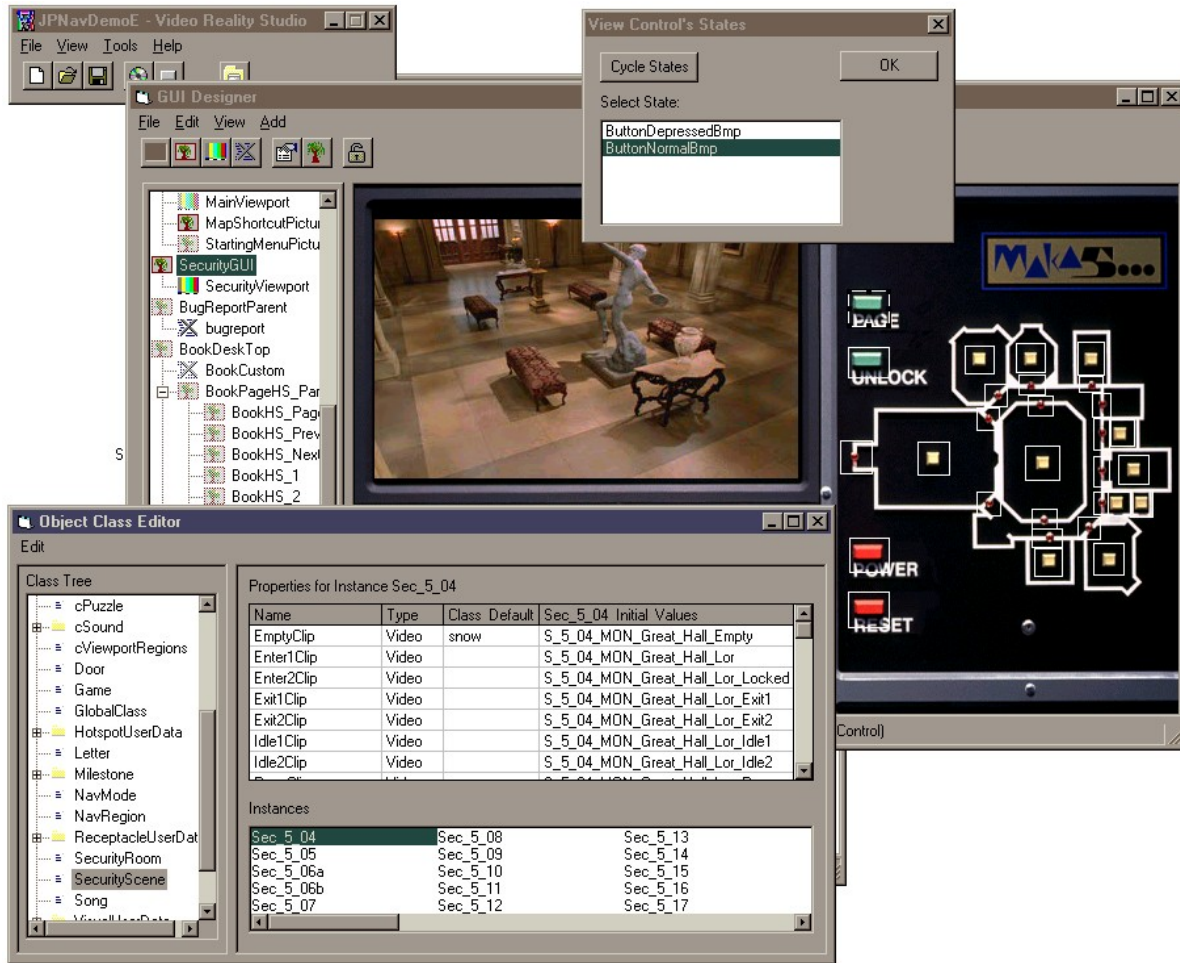 JPNavDemoE - Video Reality Studio
File View Tools Help
GUI Designer
File Edit View Add
MainViewport
MapShortcutPictur
StartingMenuPictu
SecurityGUI
SecurityViewport
BugReportParent
bugreport
BookDeskTop
BookCustom
BookPageHS_Par
BookHS_Page
BookHS_Prev
BookHS_Next
BookHS_1
BookHS_2
S
View Control's States
Cycle States
OK
Select State:
ButtonDepressedBmp
ButtonNormalBmp
PAGE
UNLOCK
POWER
RESET
Control)
Object Class Editor
Edit
Class Tree
cPuzzle
cSound
cViewportRegions
Door
Game
GlobalClass
HotspotUserData
Letter
Milestone
NavMode
NavRegion
ReceptacleUserDat
SecurityRoom
SecurityScene
Song
Properties for Instance Sec_5_04
Name Type Class Default Sec_5_04 Initial Values
EmptyClip Video snow S_5_04_MON_Great_Hall_Empty
Enter1Clip Video S_5_04_MON_Great_Hall_Lor
Enter2Clip Video S_5_04_MON_Great_Hall_Lor_Locked
Exit1Clip Video S_5_04_MON_Great_Hall_Lor_Exit1
Exit2Clip Video S_5_04_MON_Great_Hall_Lor_Exit2
Idle1Clip Video S_5_04_MON_Great_Hall_Lor_Idle1
Idle2Clip Video S_5_04_MON_Great_Hall_Lor_Idle2
Instances
Sec_5_04 Sec_5_08 Sec_5_13
Sec_5_05 Sec_5_09 Sec_5_14
Sec_5_06a Sec_5_10 Sec_5_15
Sec_5_06b Sec_5_11 Sec_5_16
Sec_5_07 Sec_5_12 Sec_5_17